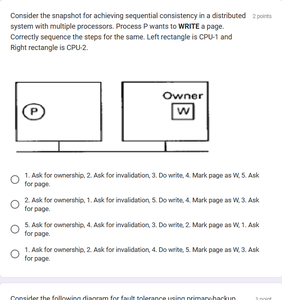 Consider the snapshot for achieving sequential consistency in a distributed 2 points
system with multiple processors. Process P wants to WRITE a page.
Correctly sequence the steps for the same. Left rectangle is CPU-1 and
Right rectangle is CPU-2.
Owner
P
W
1. Ask for ownership, 2. Ask for invalidation, 3. Do write, 4. Mark page as W, 5. Ask
for page.
2. Ask for ownership, 1. Ask for invalidation, 5. Do write, 4. Mark page as W, 3. Ask
for page.
5. Ask for ownership, 4. Ask for invalidation, 3. Do write, 2. Mark page as W, 1. Ask
for page.
1. Ask for ownership, 2. Ask for invalidation, 4. Do write, 5. Mark page as W, 3. Ask
for page.
Consider the following diagram for fault tolerance using primary-backup 1 point